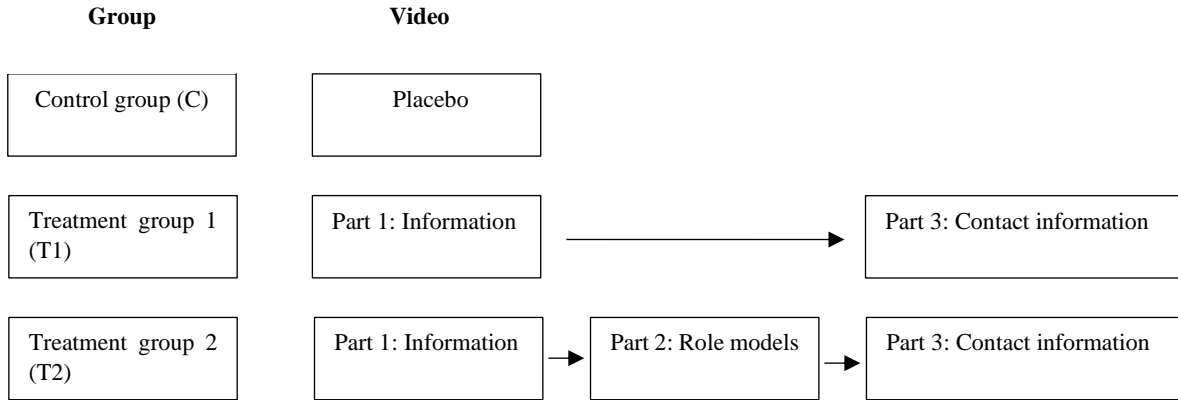 Group Video
Control group (C) Placebo
Treatment group 1 Part 1: Information Part 3: Contact information
(T1)
Treatment group 2 Part 1: Information Part 2: Role models Part 3: Contact information
(T2)